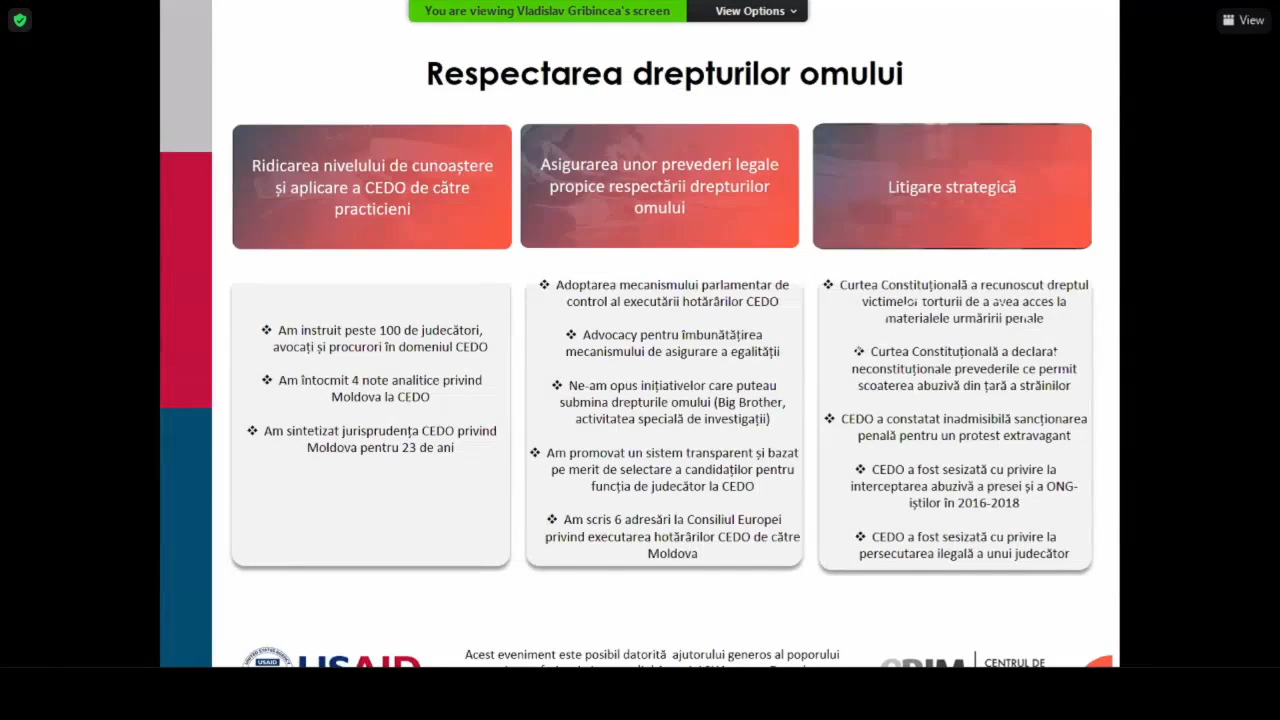 You are viewing Vladislav Gribincea's screen
View Options
View
Respectarea drepturilor omului
Ridicarea nivelului de cunoaștere
și aplicare a CEDO de către
practicieni
Asigurarea unor prevederi legale
propice respectării drepturilor
omului
Litigare strategică
❖ Am instruit peste 100 de judecători,
avocați și procurori în domeniul CEDO
❖ Am întocmit 4 note analitice privind
Moldova la CEDO
❖ Am sintetizat jurisprudența CEDO privind
Moldova pentru 23 de ani
❖ Adoptarea mecanismului parlamentar de
control al executării hotărârilor CEDO
❖ Advocacy pentru îmbunătățirea
mecanismului de asigurare a egalității
❖ Ne-am opus inițiativelor care puteau
submina drepturile omului (Big Brother,
activitatea specială de investigații)
❖ Am promovat un sistem transparent și bazat
pe merit de selectare a candidaților pentru
funcția de judecător la CEDO
❖ Am scris 6 adresări la Consiliul Europei
privind executarea hotărârilor CEDO de către
Moldova
❖ Curtea Constituțională a recunoscut dreptul
victimelor torturii de a avea acces la
materialele urmăririi penale
❖ Curtea Constituțională a declarat
neconstituționale prevederile ce permit
scoaterea abuzivă din țară a străinilor
❖ CEDO a constatat inadmisibilă sancționarea
penală pentru un protest extravagant
❖ CEDO a fost sesizată cu privire la
interceptarea abuzivă a presei și a ONG-
iștilor în 2016-2018
❖ CEDO a fost sesizată cu privire la
persecutarea ilegală a unui judecător
USAID
USAID
Acest eveniment este posibil datorită ajutorului generos al poporului
CRJM
CENTRUL DE